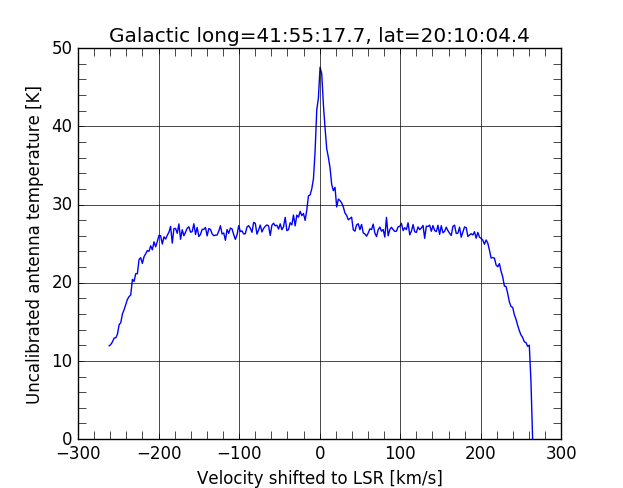 Galactic long=41:55:17.7, lat=20:10:04.4
Uncalibrated antenna temperature [K]
50
40
30
20
10
0
−300 −200 −100 0 100 200 300
Velocity shifted to LSR [km/s]